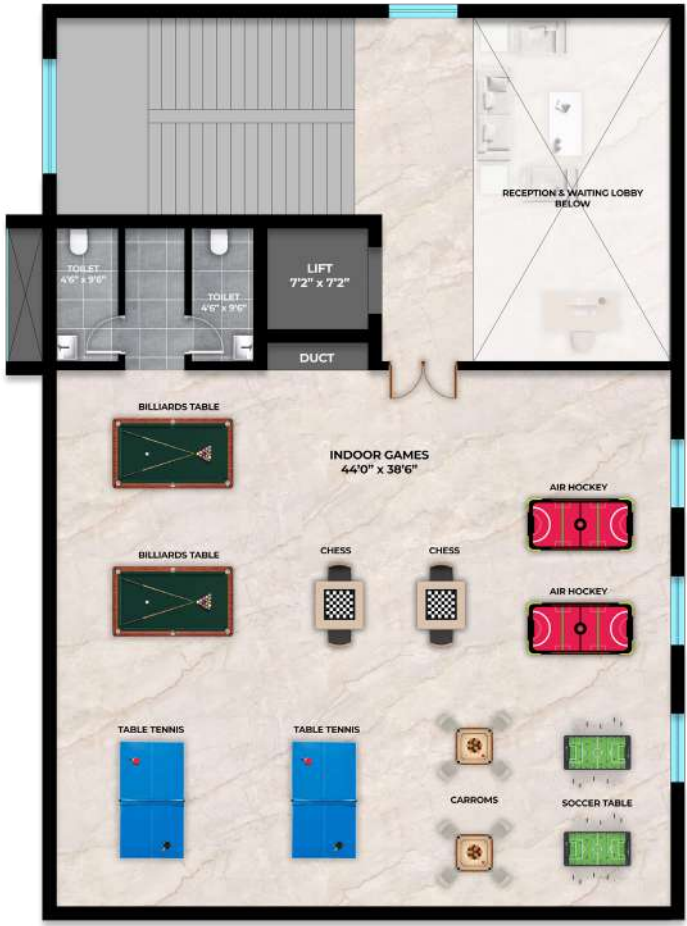 RECEPTION & WAITING LOBBY
BELOW
TOILET
4'6" x 9'6"
TOILET
4'6" x 9'6"
LIFT
7'2" x 7'2"
DUCT
BILLIARDS TABLE
INDOOR GAMES
44'0" x 38'6"
AIR HOCKEY
BILLIARDS TABLE
CHESS
CHESS
AIR HOCKEY
TABLE TENNIS
TABLE TENNIS
CARROMS
SOCCER TABLE